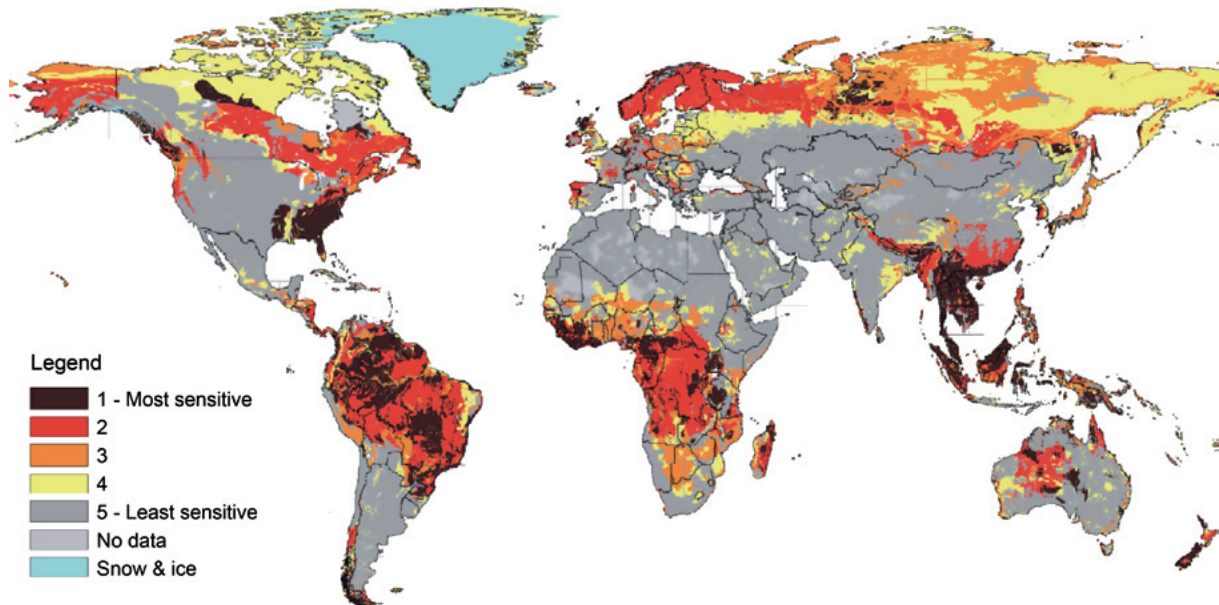 Legend
1 - Most sensitive
2
3
4
5 - Least sensitive
No data
Snow & ice